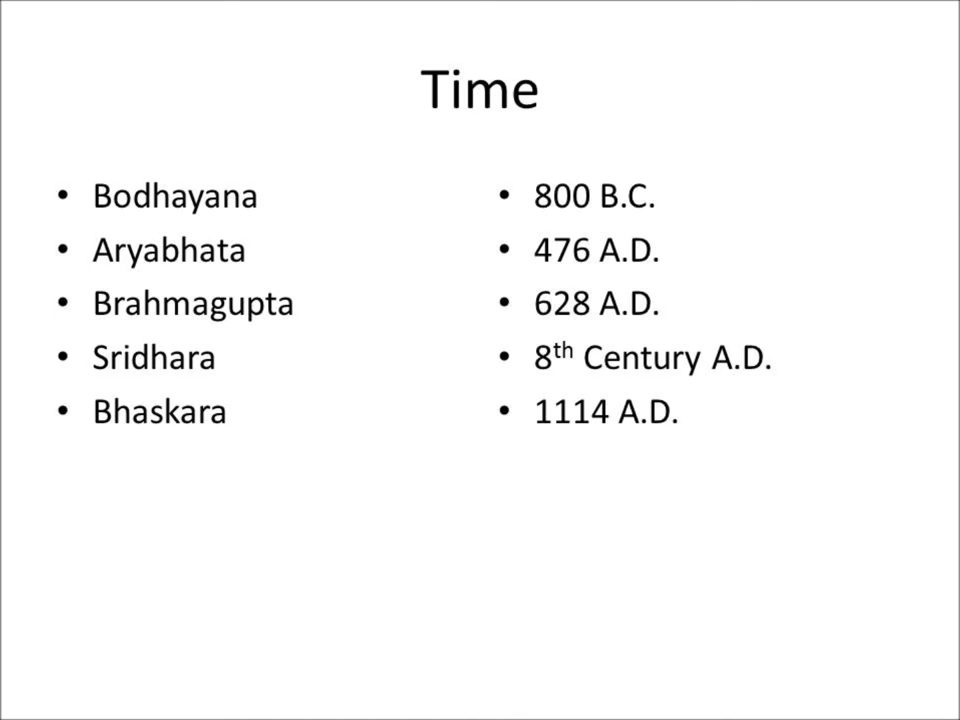 Time
• Bodhayana
• Aryabhata
• Brahmagupta
• Sridhara
• Bhaskara
• 800 B.C.
• 476 A.D.
• 628 A.D.
• 8th Century A.D.
• 1114 A.D.